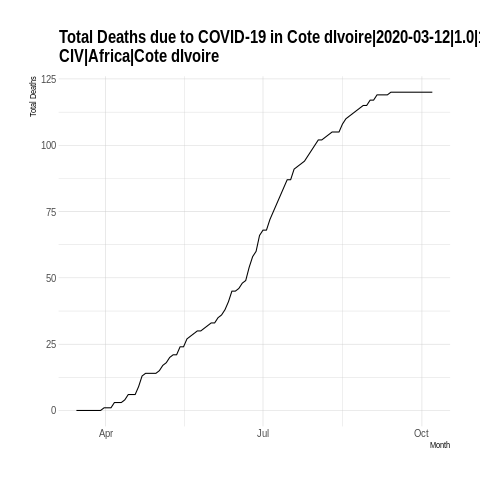 Total Deaths due to COVID-19 in Cote dIvoire|2020-03-12|1.0|
CIV|Africa|Cote dIvoire
Total Deaths
125
100
75
50
25
0
Apr
Jul
Oct
Month